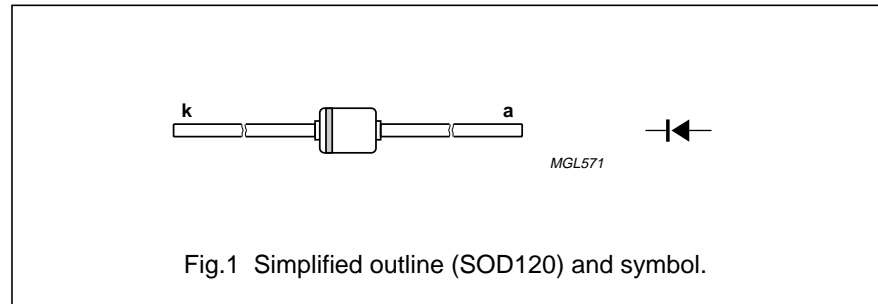 k
a
MGL571
Fig.1 Simplified outline (SOD120) and symbol.